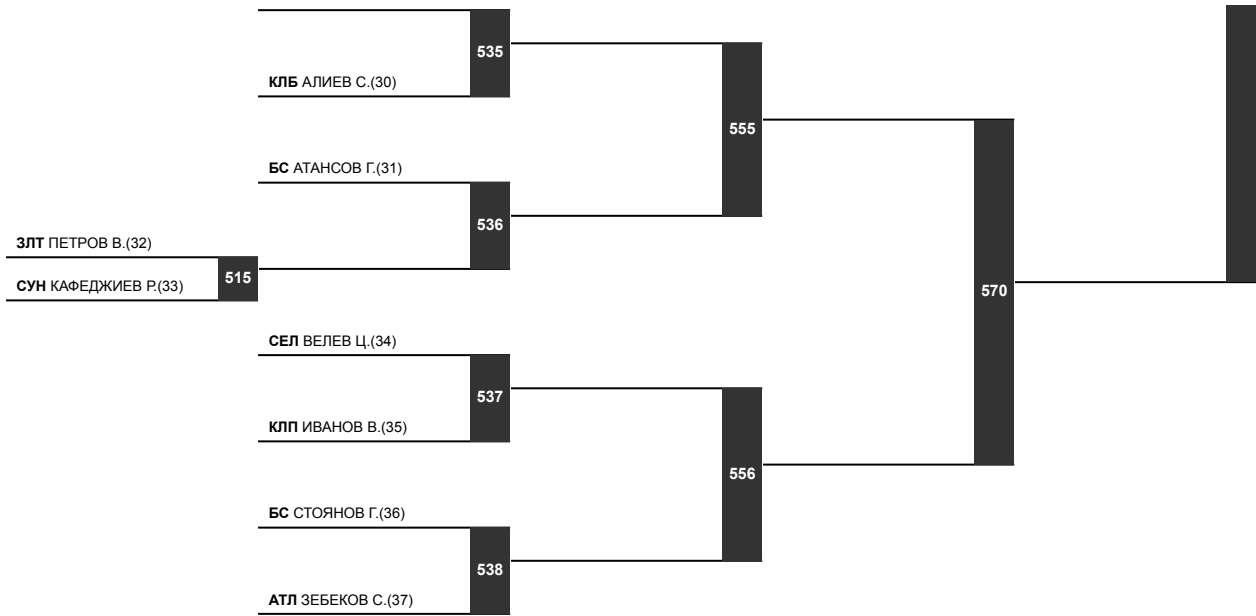 535
КЛБ АЛИЕВ С.(30)
555
БС АТАНСОВ Г.(31)
536
ЗЛТ ПЕТРОВ В.(32)
515
СУН КАФЕДЖИЕВ Р.(33)
570
СЕЛ ВЕЛЕВ Ц.(34)
537
КЛП ИВАНОВ В.(35)
556
БС СТОЯНОВ Г.(36)
538
АТЛ ЗЕБЕКОВ С.(37)